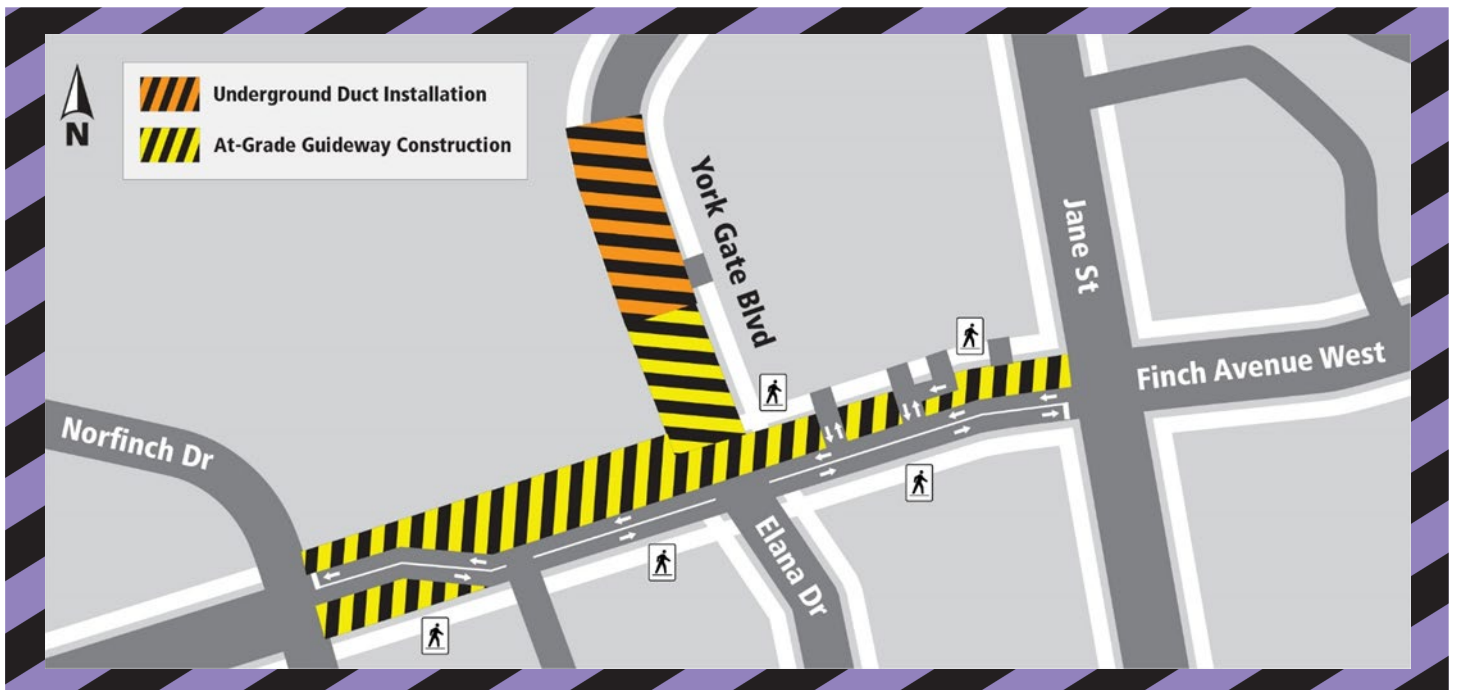 Underground Duct Installation
At-Grade Guideway Construction
N
York Gate Blvd
Jane St
Finch Avenue West
Norfinch Dr
Elana Dr